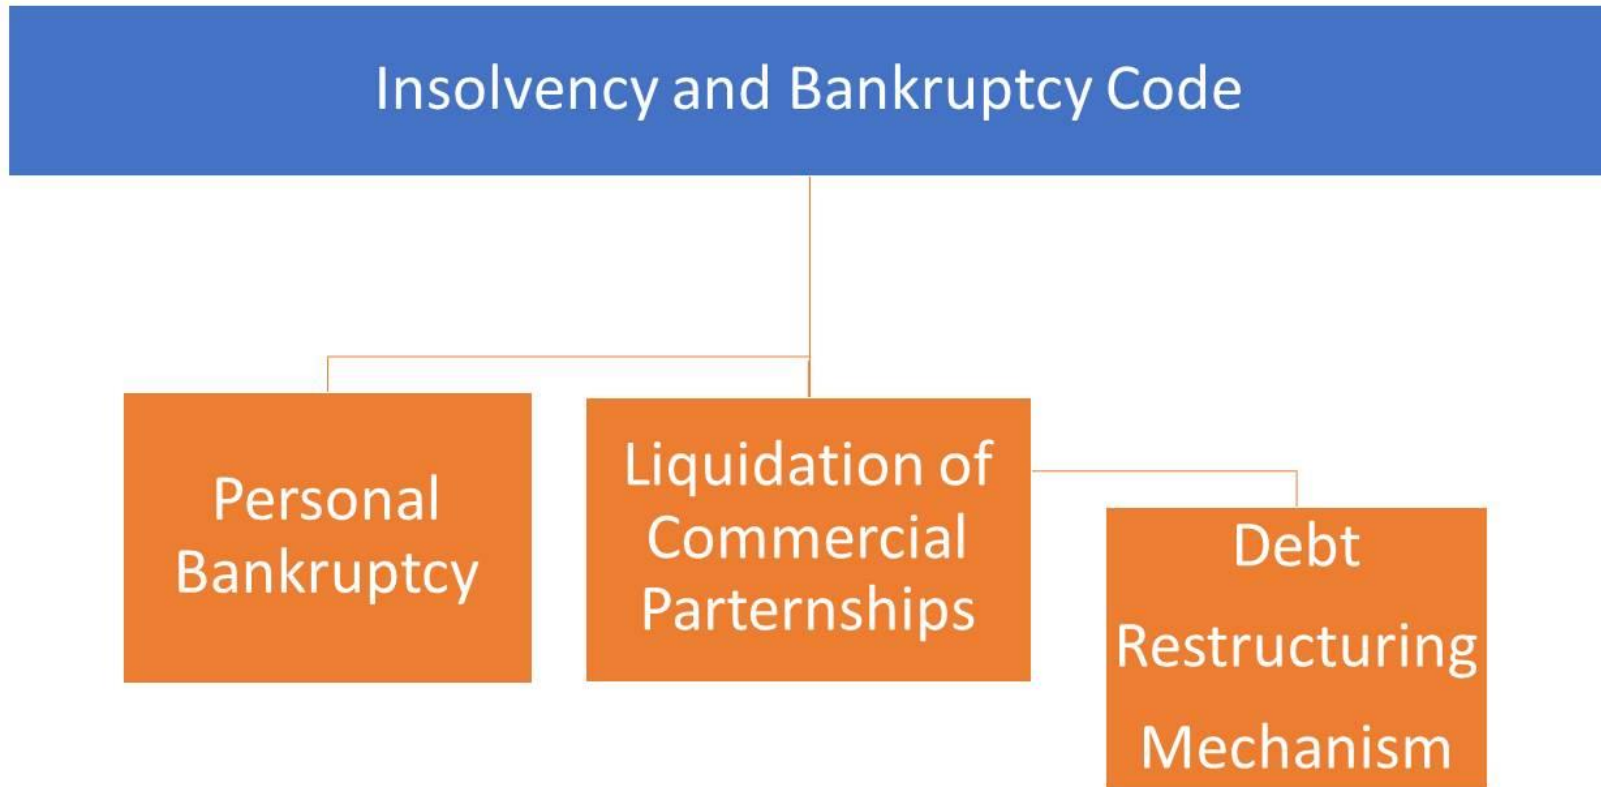 Insolvency and Bankruptcy Code
Personal
Bankruptcy
Liquidation of
Commercial
Parternships
Debt
Restructuring
Mechanism